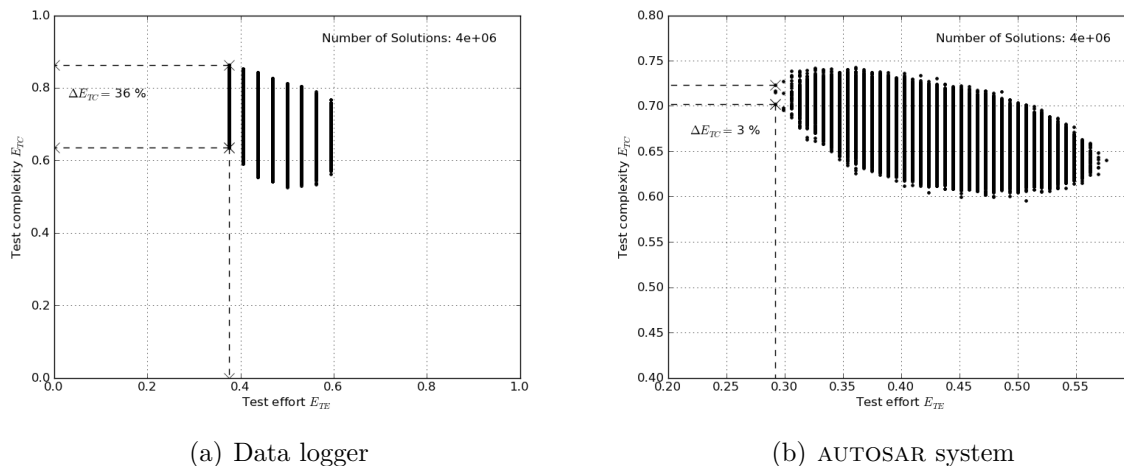 1.0
Number of Solutions: 4e+06
0.8
ΔE_TC = 36 %
0.6
Test complexity E_TC
0.4
0.2
0.0
0.0 0.2 0.4 0.6 0.8 1.0
Test effort E_TE
(a) Data logger
0.80
Number of Solutions: 4e+06
0.75
0.70
ΔE_TC = 3 %
0.65
Test complexity E_TC
0.60
0.55
0.50
0.45
0.40
0.20 0.25 0.30 0.35 0.40 0.45 0.50 0.55
Test effort E_TE
(b) AUTOSAR system